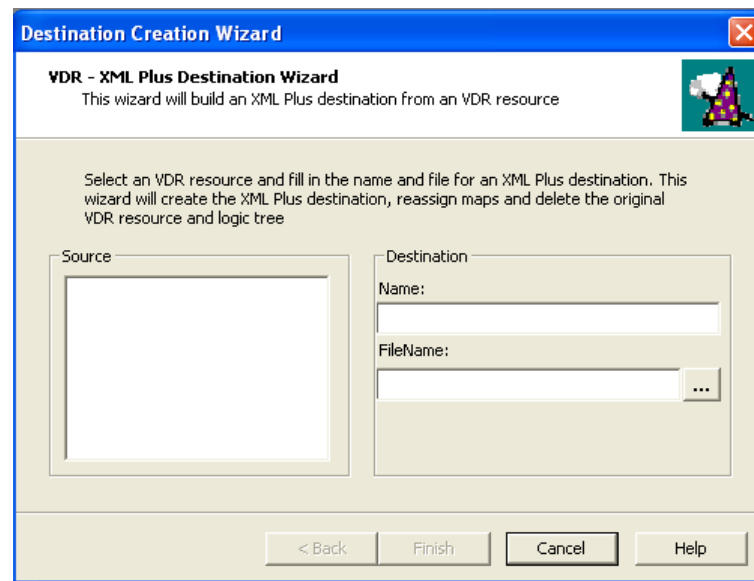 Destination Creation Wizard
VDR - XML Plus Destination Wizard
This wizard will build an XML Plus destination from an VDR resource
Select an VDR resource and fill in the name and file for an XML Plus destination. This
wizard will create the XML Plus destination, reassign maps and delete the original
VDR resource and logic tree
Source
Destination
Name:
FileName:
...
< Back
Finish
Cancel
Help